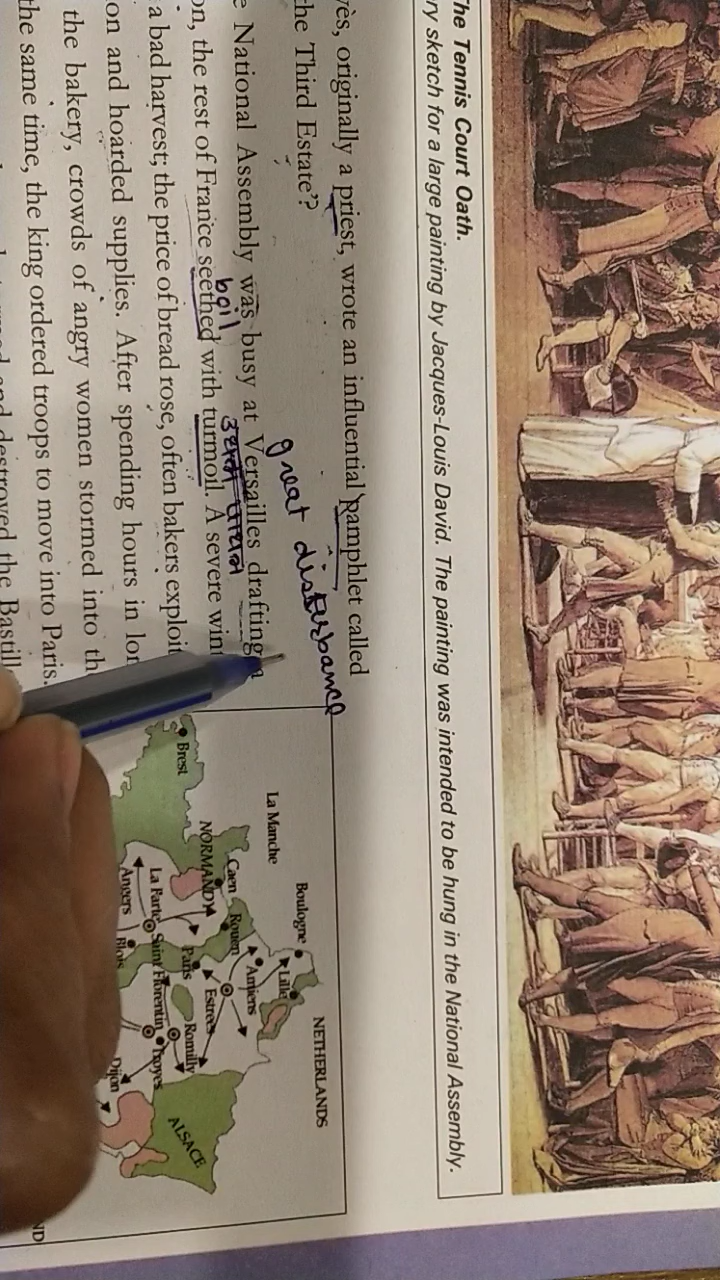 he Tennis Court Oath.
ry sketch for a large painting by Jacques-Louis David. The painting was intended to be hung in the National Assembly.
yès, originally a priest, wrote an influential pamphlet called
he Third Estate'?
great disturbance
e National Assembly was busy at Versailles drafting
boil
on, the rest of France seethed with turmoil. A severe win
a bad harvest; the price of bread rose, often bakers exploit
on and hoarded supplies. After spending hours in lon
the bakery, crowds of angry women stormed into th
the same time, the king ordered troops to move into Paris.
and destroyed the Bastill
NETHERLANDS
Boulogne
La Manche
Lille
Amiens
Caen
Rouen
NORMANDY
Estrées
Brest
Paris
Romilly
ALSACE
La Ferté
Saint Florentin
Troyes
Angers
Blois
Dijon
ND